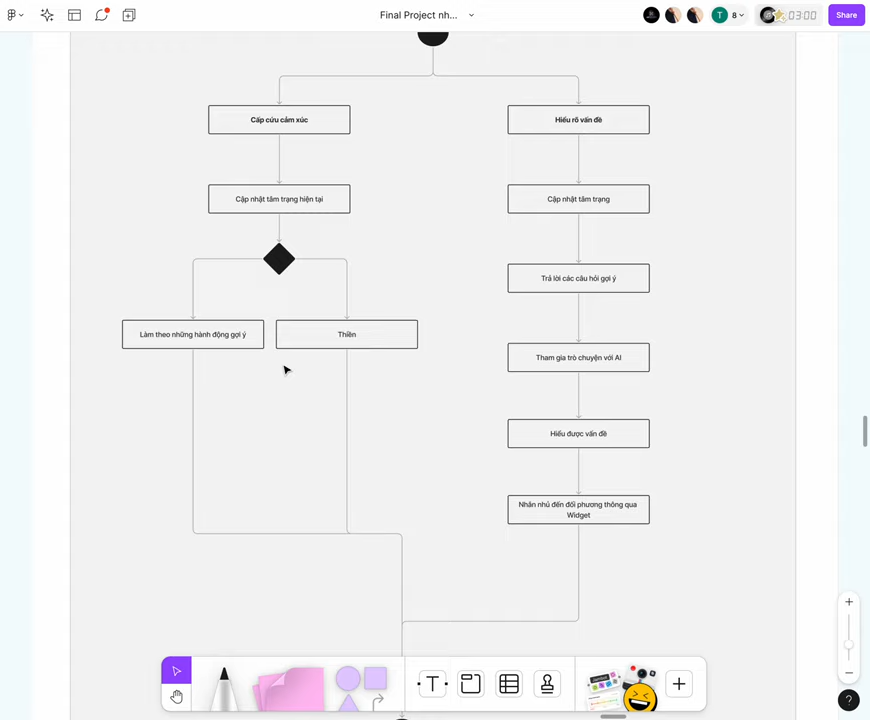 Final Project nh...
T
8
03:00
Share
Cấp cứu cảm xúc
Hiểu rõ vấn đề
Cập nhật tâm trạng hiện tại
Cập nhật tâm trạng
Trả lời các câu hỏi gợi ý
Làm theo những hành động gợi ý
Thiền
Tham gia trò chuyện với AI
Hiểu được vấn đề
Nhắn nhủ đến đối phương thông qua
Widget
T
?